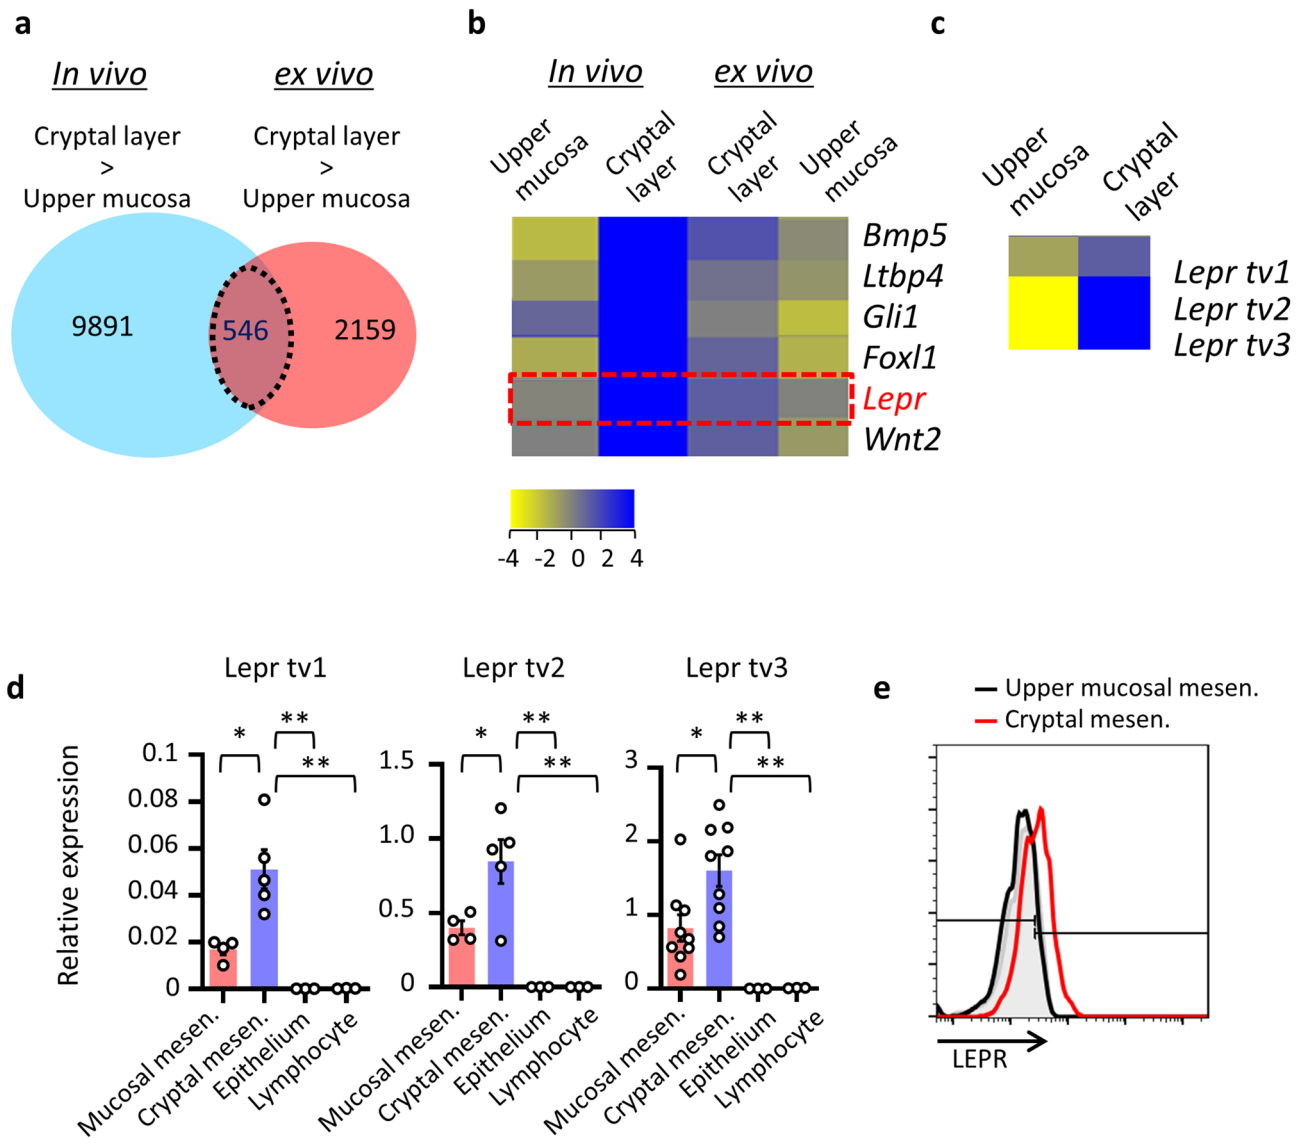 a
In vivo
ex vivo
Cryptal layer
>
Upper mucosa
Cryptal layer
>
Upper mucosa
9891
546
2159
b
In vivo
ex vivo
Upper
mucosa
Cryptal
layer
Cryptal
layer
Upper
mucosa
Bmp5
Ltbp4
Gli1
Foxl1
Lepr
Wnt2
-4 -2 0 2 4
c
Upper
mucosa
Cryptal
layer
Lepr tv1
Lepr tv2
Lepr tv3
d
Relative expression
Lepr tv1
* ** **
0.1
0.08
0.06
0.04
0.02
0
Mucosal mesen.
Cryptal mesen.
Epithelium
Lymphocyte
Lepr tv2
* ** **
1.5
1.0
0.5
0
Mucosal mesen.
Cryptal mesen.
Epithelium
Lymphocyte
Lepr tv3
* ** **
3
2
1
0
Mucosal mesen.
Cryptal mesen.
Epithelium
Lymphocyte
e
Upper mucosal mesen.
Cryptal mesen.
LEPR